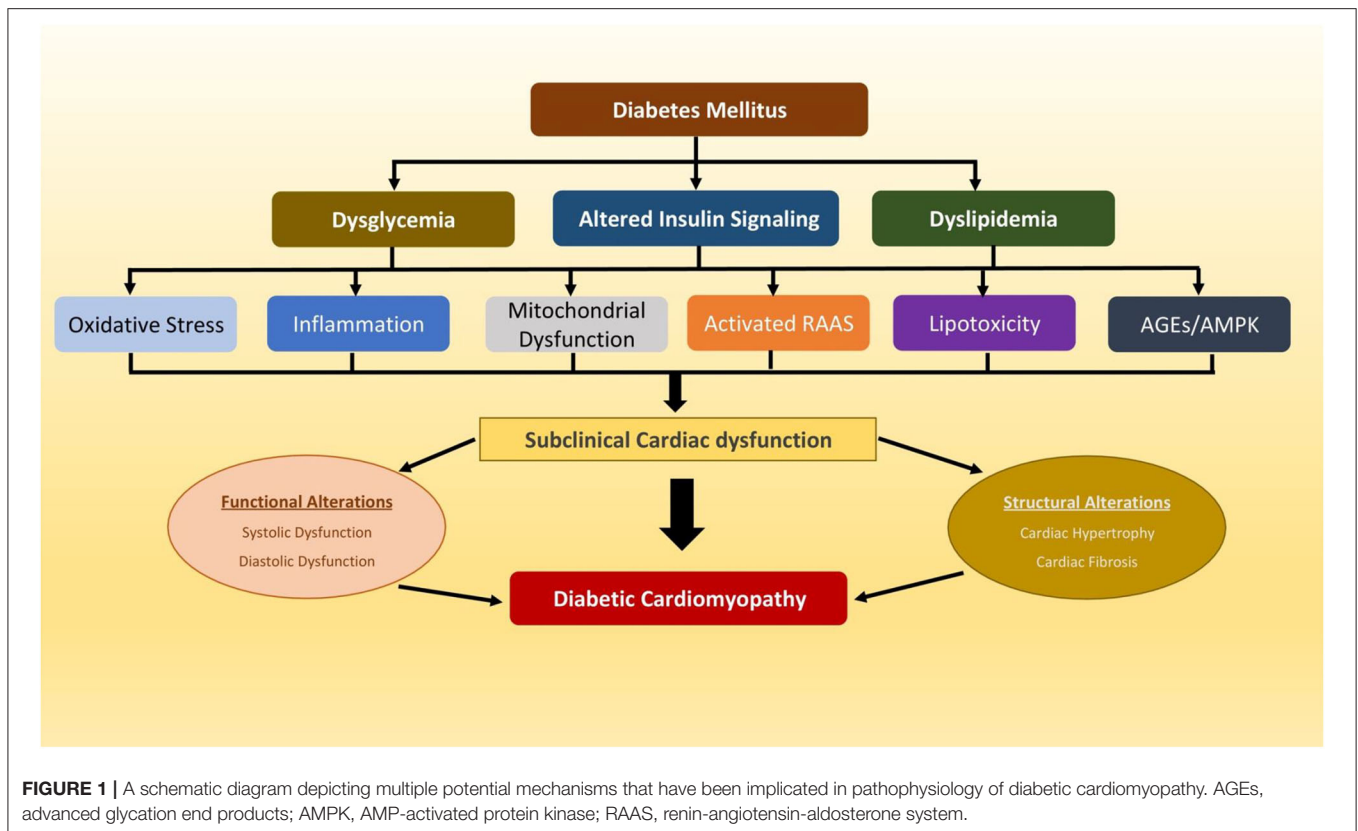 Diabetes Mellitus
Dysglycemia
Altered Insulin Signaling
Dyslipidemia
Oxidative Stress
Inflammation
Mitochondrial
Dysfunction
Activated RAAS
Lipotoxicity
AGEs/AMPK
Subclinical Cardiac dysfunction
Functional Alterations
Systolic Dysfunction
Diastolic Dysfunction
Structural Alterations
Cardiac Hypertrophy
Cardiac Fibrosis
Diabetic Cardiomyopathy
FIGURE 1 | A schematic diagram depicting multiple potential mechanisms that have been implicated in pathophysiology of diabetic cardiomyopathy. AGEs,
advanced glycation end products; AMPK, AMP-activated protein kinase; RAAS, renin-angiotensin-aldosterone system.